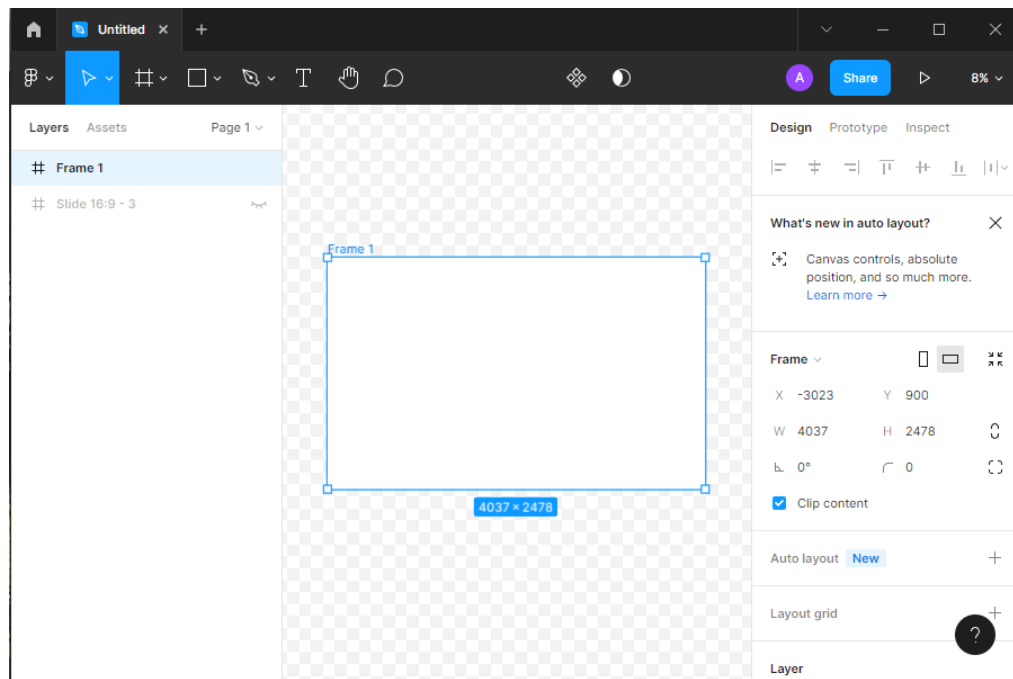 Untitled
A
Share
8%
Layers Assets Page 1
Design Prototype Inspect
Frame 1
Slide 16:9 - 3
What's new in auto layout?
Canvas controls, absolute
position, and so much more.
Learn more →
Frame 1
4037 × 2478
Frame
X -3023 Y 900
W 4037 H 2478
0° 0
Clip content
Auto layout New
Layout grid
?
Layer